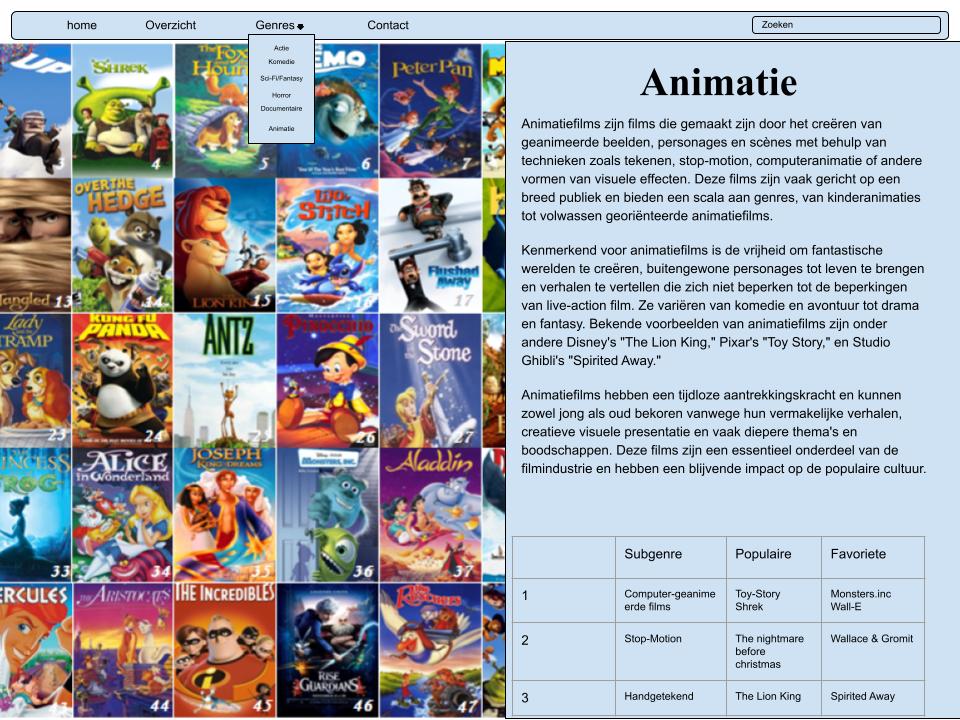 home Overzicht Genres Contact Zoeken
Actie
Komedie
Sci-Fi/Fantasy
Horror
Documentaire
Animatie
UP
3
SHREK
4
The Fox
Hound
5
EMO
6
Peter Pan
7
Tangled 13
OVER THE
HEDGE
14
LION KING
15
Lilo &
STITCH
16
Flushed
Away
17
Lady
TRAMP
23
KUNG FU
PANDA
24
ANTZ
25
PINOCCHIO
26
The Sword
in the
Stone
27
PRINCESS
FROG
33
ALICE
in Wonderland
34
JOSEPH
KING OF DREAMS
35
MONSTERS, INC.
36
Aladdin
37
HERCULES
43
THE ARISTOCATS
44
THE INCREDIBLES
45
RISE
OF THE
GUARDIANS
46
The
Rescuers
47
Animatie
Animatiefilms zijn films die gemaakt zijn door het creëren van
geanimeerde beelden, personages en scènes met behulp van
technieken zoals tekenen, stop-motion, computeranimatie of andere
vormen van visuele effecten. Deze films zijn vaak gericht op een
breed publiek en bieden een scala aan genres, van kinderanimaties
tot volwassen georiënteerde animatiefilms.
Kenmerkend voor animatiefilms is de vrijheid om fantastische
werelden te creëren, buitengewone personages tot leven te brengen
en verhalen te vertellen die zich niet beperken tot de beperkingen
van live-action film. Ze variëren van komedie en avontuur tot drama
en fantasy. Bekende voorbeelden van animatiefilms zijn onder
andere Disney's "The Lion King," Pixar's "Toy Story," en Studio
Ghibli's "Spirited Away."
Animatiefilms hebben een tijdloze aantrekkingskracht en kunnen
zowel jong als oud bekoren vanwege hun vermakelijke verhalen,
creatieve visuele presentatie en vaak diepere thema's en
boodschappen. Deze films zijn een essentieel onderdeel van de
filmindustrie en hebben een blijvende impact op de populaire cultuur.
Subgenre Populaire Favoriete
1 Computer-geanime Toy-Story Monsters.inc
erde films Shrek Wall-E
2 Stop-Motion The nightmare Wallace & Gromit
before
christmas
3 Handgetekend The Lion King Spirited Away